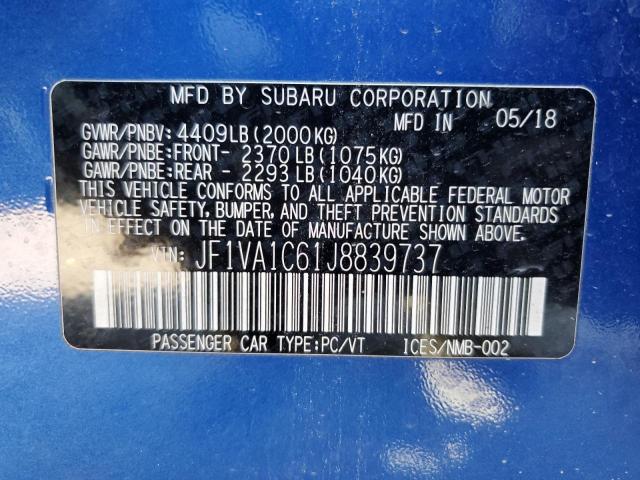 MFD BY SUBARU CORPORATION
MFD IN 05/18
GVWR/PNBV: 4409LB(2000KG)
GAWR/PNBE:FRONT- 2370LB(1075KG)
GAWR/PNBE:REAR - 2293LB(1040KG)
THIS VEHICLE CONFORMS TO ALL APPLICABLE FEDERAL MOTOR
VEHICLE SAFETY, BUMPER, AND THEFT PREVENTION STANDARDS
IN EFFECT ON THE DATE OF MANUFACTURE SHOWN ABOVE.
VIN: JF1VA1C61J8839737
PASSENGER CAR TYPE:PC/VT ICES/NMB-002